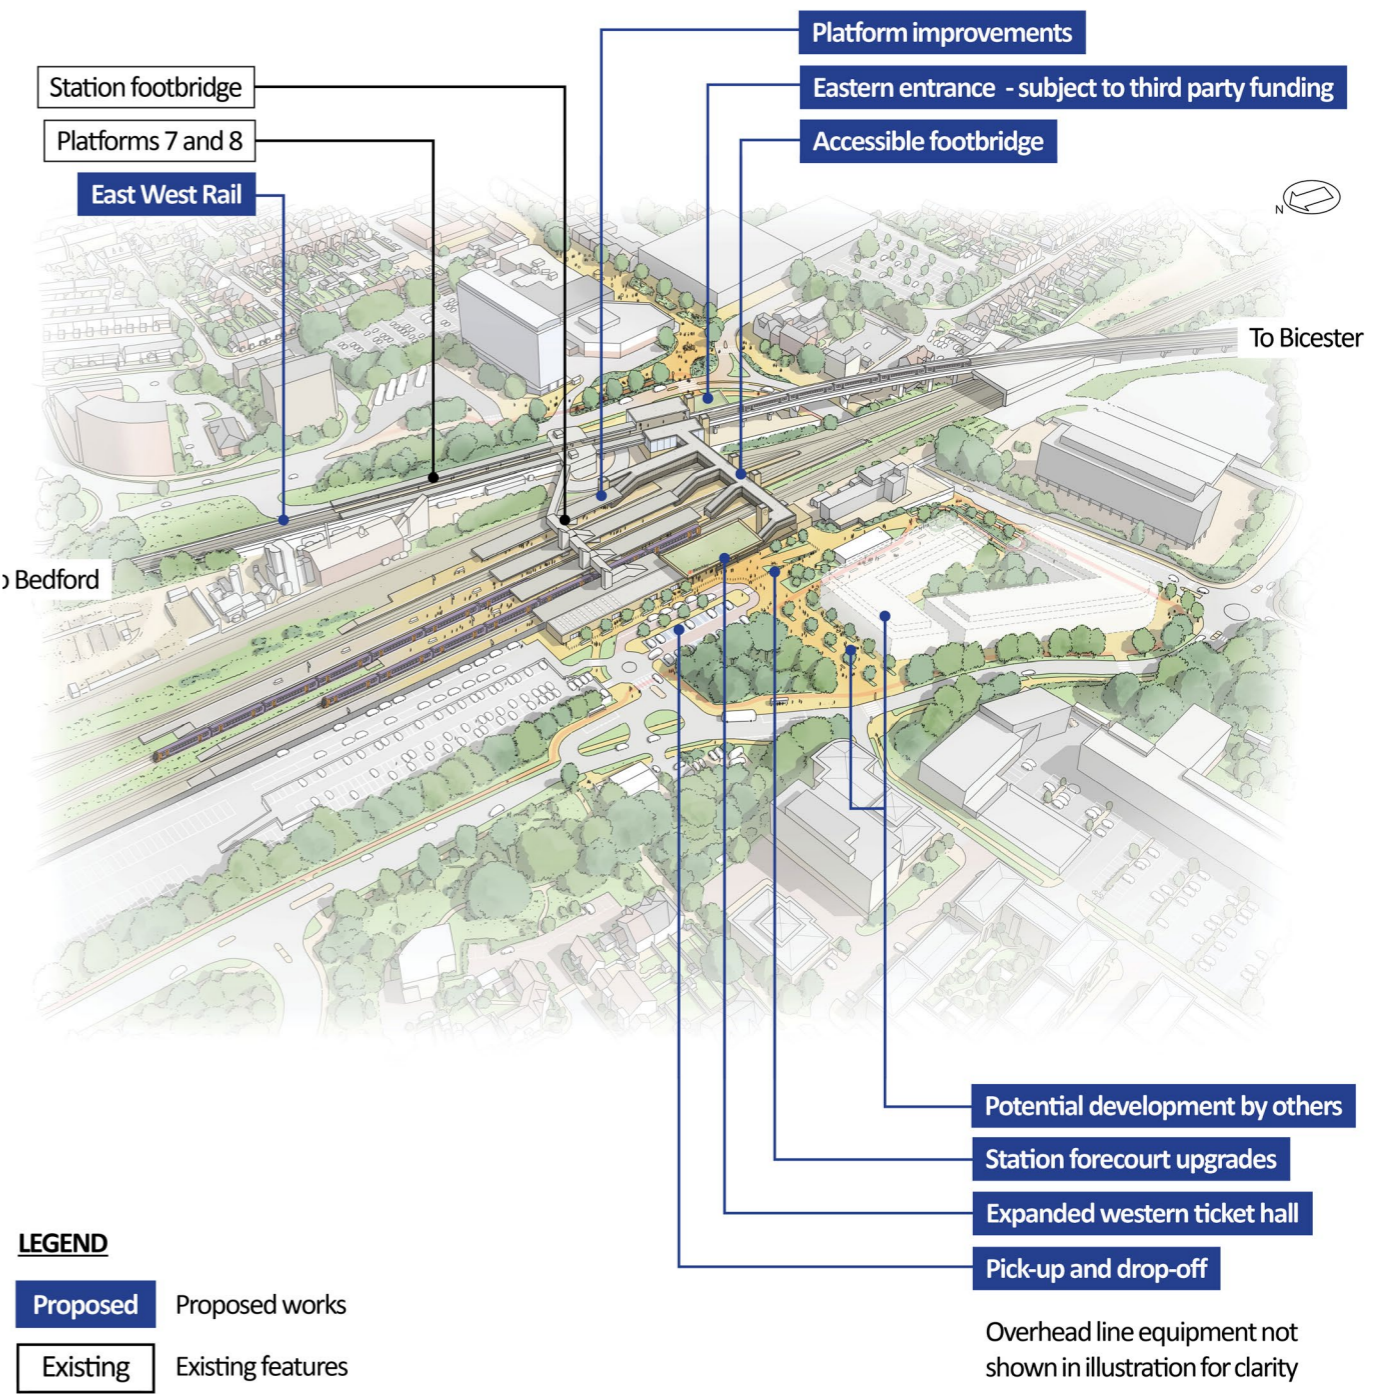 Platform improvements
Station footbridge
Eastern entrance - subject to third party funding
Platforms 7 and 8
Accessible footbridge
East West Rail
N
To Bicester
o Bedford
Potential development by others
Station forecourt upgrades
Expanded western ticket hall
Pick-up and drop-off
LEGEND
Proposed Proposed works
Existing Existing features
Overhead line equipment not
shown in illustration for clarity